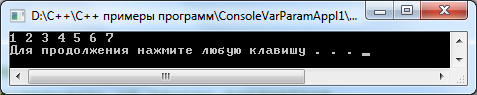 D:\C++\C++ примеры программ\ConsoleVarParamAppl1\...
1 2 3 4 5 6 7
Для продолжения нажмите любую клавишу . . . _